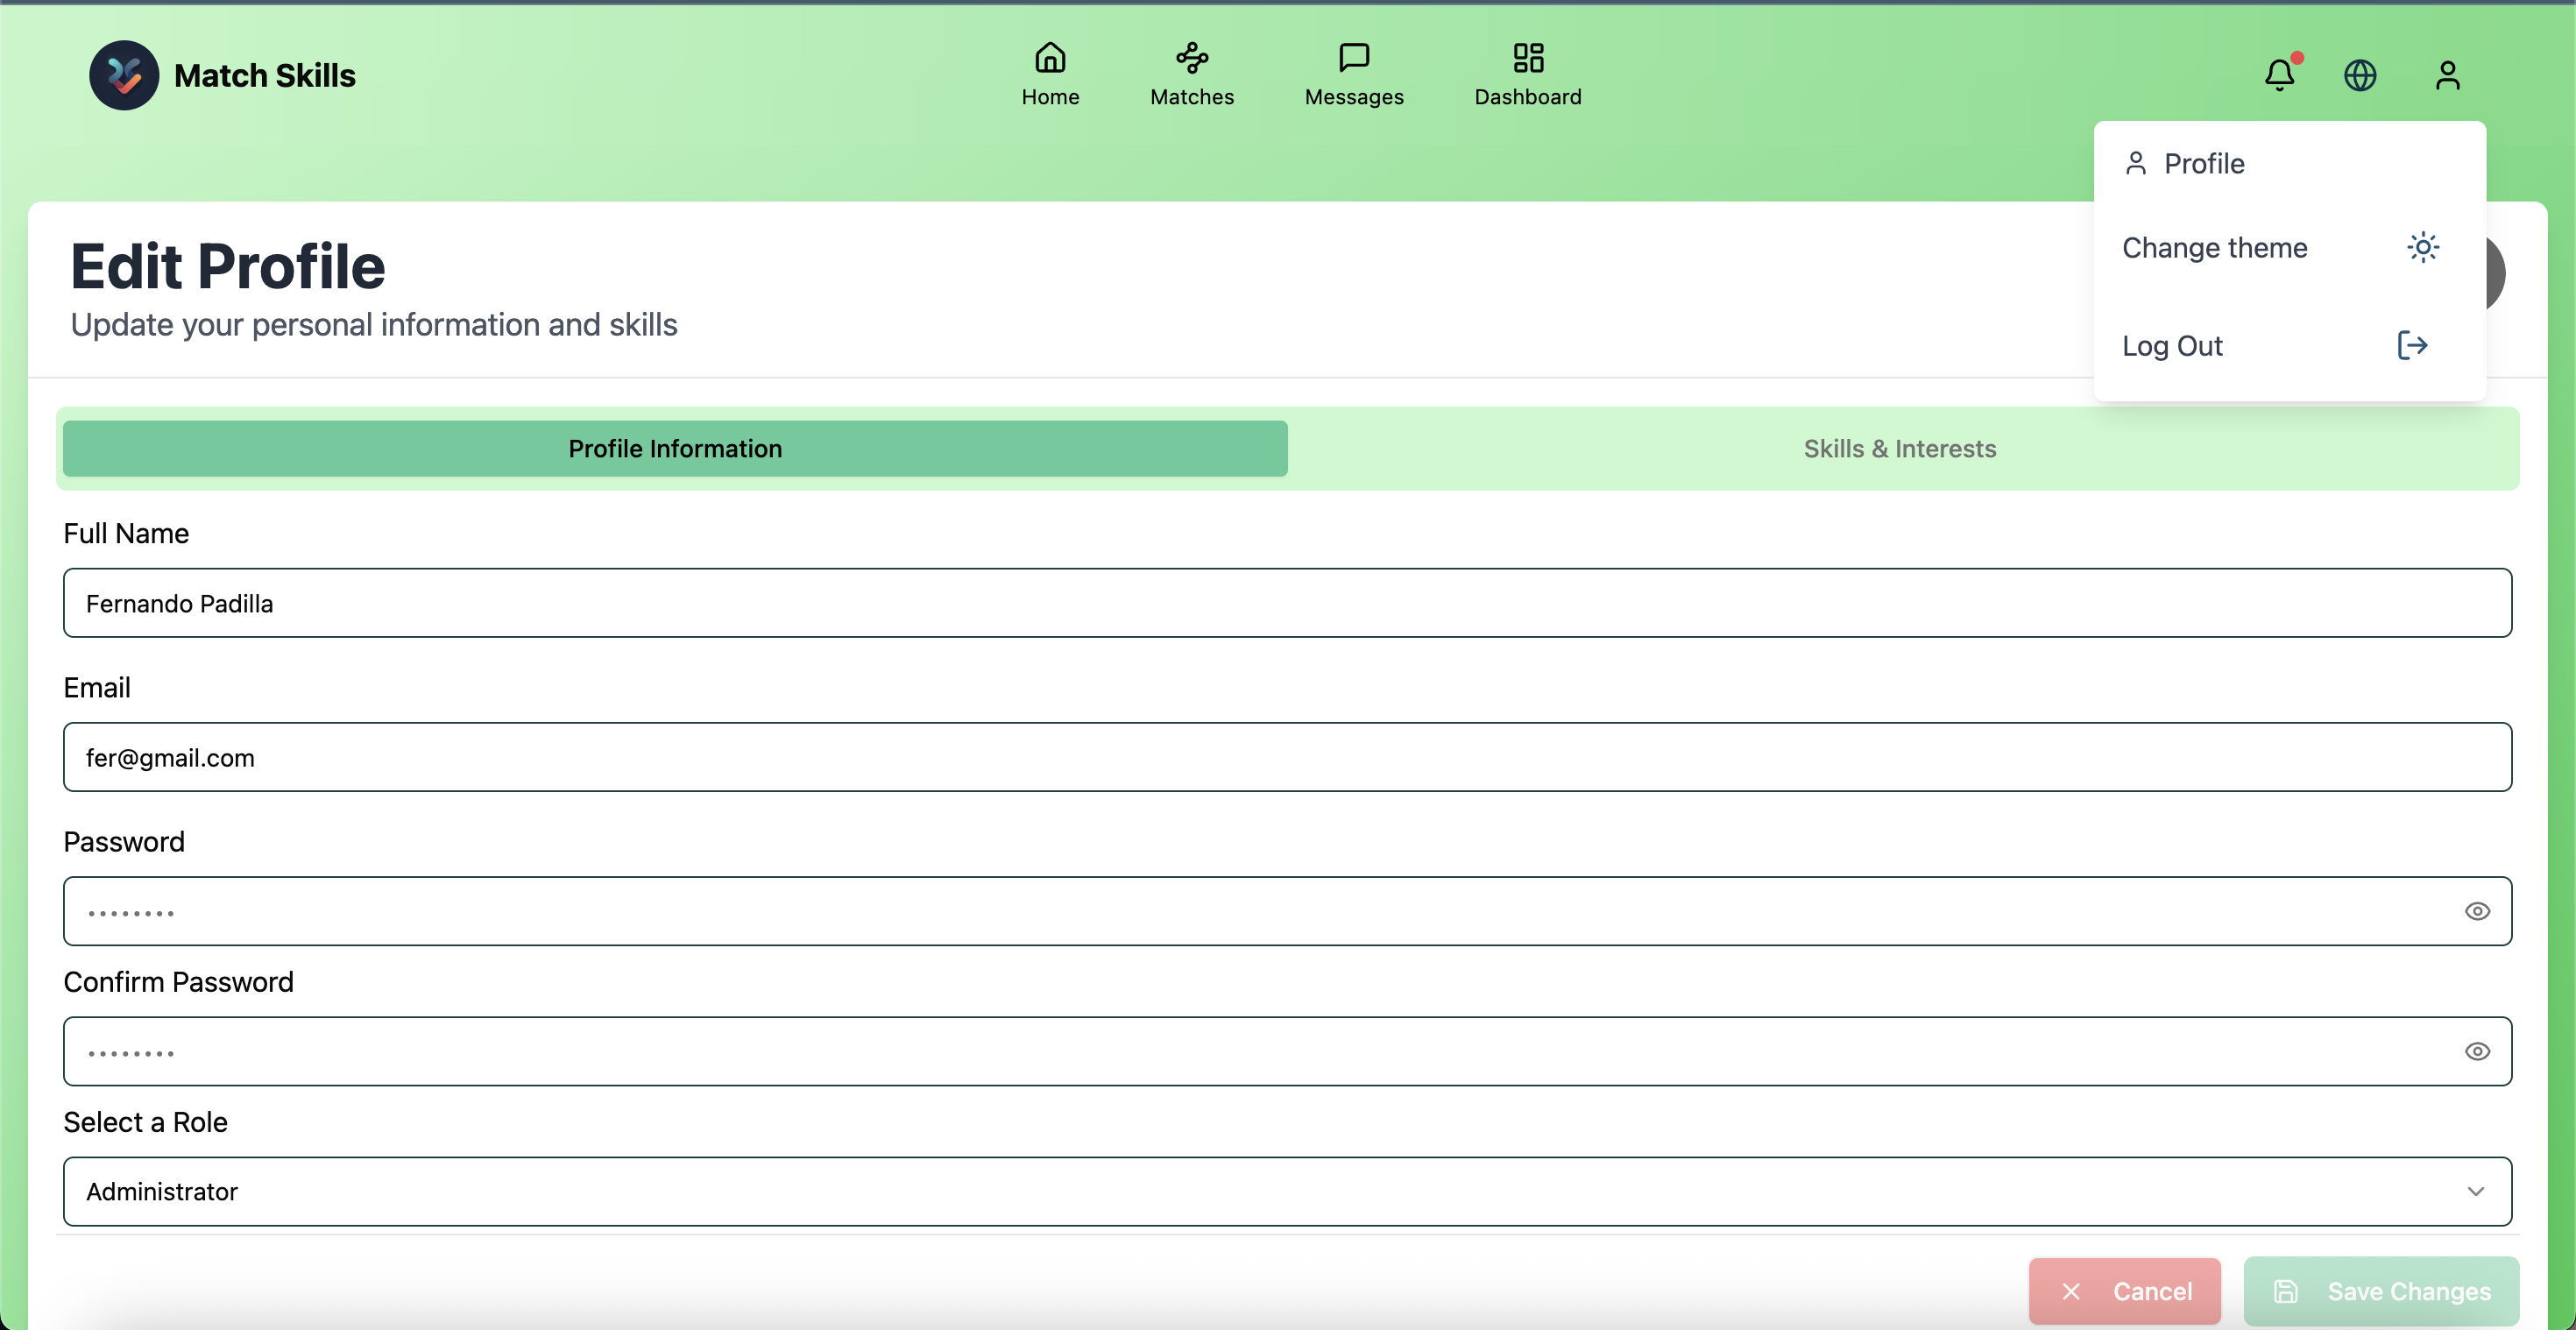 Match Skills
Home
Matches
Messages
Dashboard
Profile
Change theme
Log Out
Edit Profile
Update your personal information and skills
Profile Information
Skills & Interests
Full Name
Fernando Padilla
Email
fer@gmail.com
Password
••••••••
Confirm Password
••••••••
Select a Role
Administrator
Cancel
Save Changes